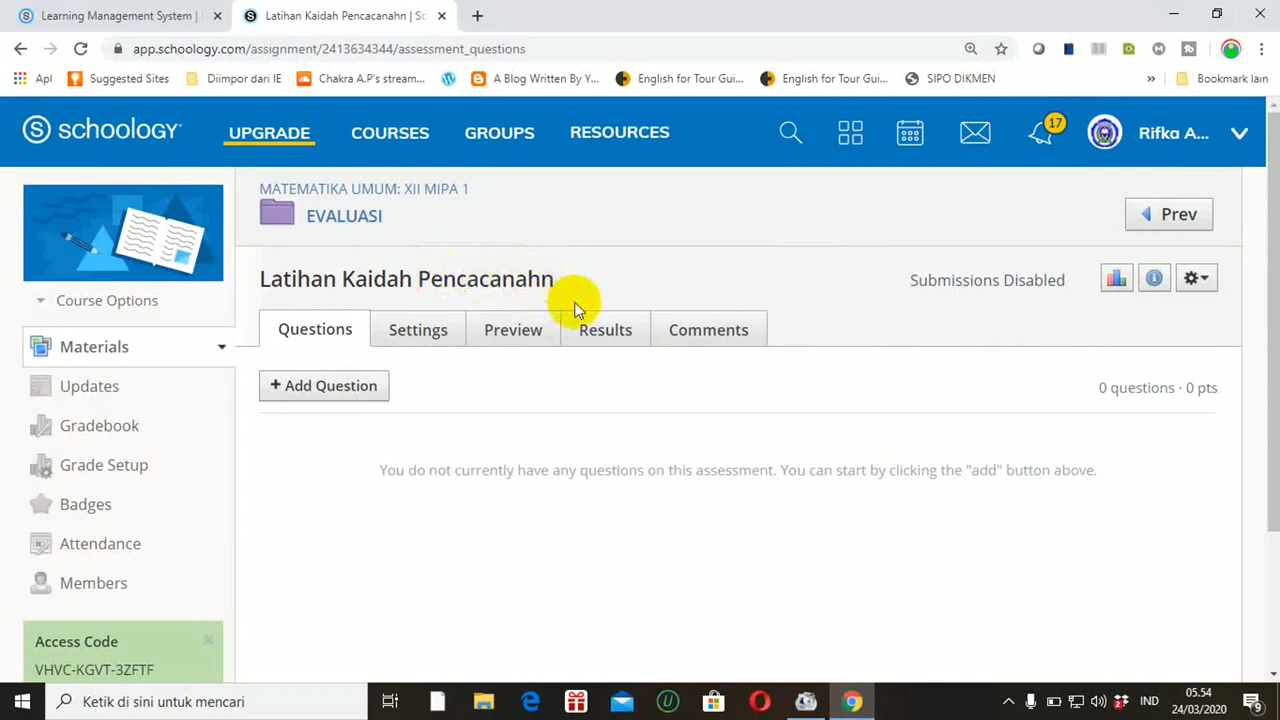 Learning Management System |
Latihan Kaidah Pencacanahn | Sc
app.schoology.com/assignment/2413634344/assessment_questions
Apl
Suggested Sites
Diimpor dari IE
Chakra A.P's stream...
A Blog Written By Y...
English for Tour Gui...
English for Tour Gui...
SIPO DIKMEN
»
Bookmark lain
S schoology
UPGRADE
COURSES
GROUPS
RESOURCES
17
Rifka A...
MATEMATIKA UMUM: XII MIPA 1
EVALUASI
Prev
Course Options
Latihan Kaidah Pencacanahn
Submissions Disabled
Questions
Settings
Preview
Results
Comments
Materials
Updates
Gradebook
Grade Setup
Badges
Attendance
Members
+ Add Question
0 questions · 0 pts
You do not currently have any questions on this assessment. You can start by clicking the "add" button above.
Access Code
VHVC-KGVT-3ZFTF
Ketik di sini untuk mencari
IND
05.54
24/03/2020
9